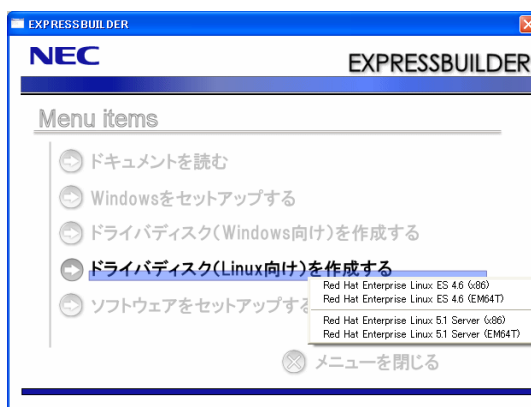 EXPRESSBUILDER
NEC
EXPRESSBUILDER
Menu items
ドキュメントを読む
Windowsをセットアップする
ドライバディスク(Windows向け)を作成する
ドライバディスク(Linux向け)を作成する
Red Hat Enterprise Linux ES 4.6 (x86)
Red Hat Enterprise Linux ES 4.6 (EM64T)
ソフトウェアをセットアップする
Red Hat Enterprise Linux 5.1 Server (x86)
Red Hat Enterprise Linux 5.1 Server (EM64T)
メニューを閉じる